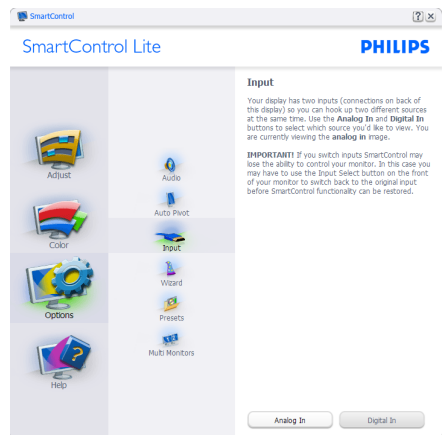 SmartControl
SmartControl Lite
PHILIPS
Adjust
Color
Options
Help
Audio
Auto Pivot
Input
Wizard
Presets
Multi Monitors
Input
Your display has two inputs (connections on back of
this display) so you can hook up two different sources
at the same time. Use the Analog In and Digital In
buttons to select which source you'd like to view. You
are currently viewing the analog in image.
IMPORTANT! If you switch inputs SmartControl may
lose the ability to control your monitor. In this case you
may have to use the Input Select button on the front
of your monitor to switch back to the original input
before SmartControl functionality can be restored.
Analog In
Digital In